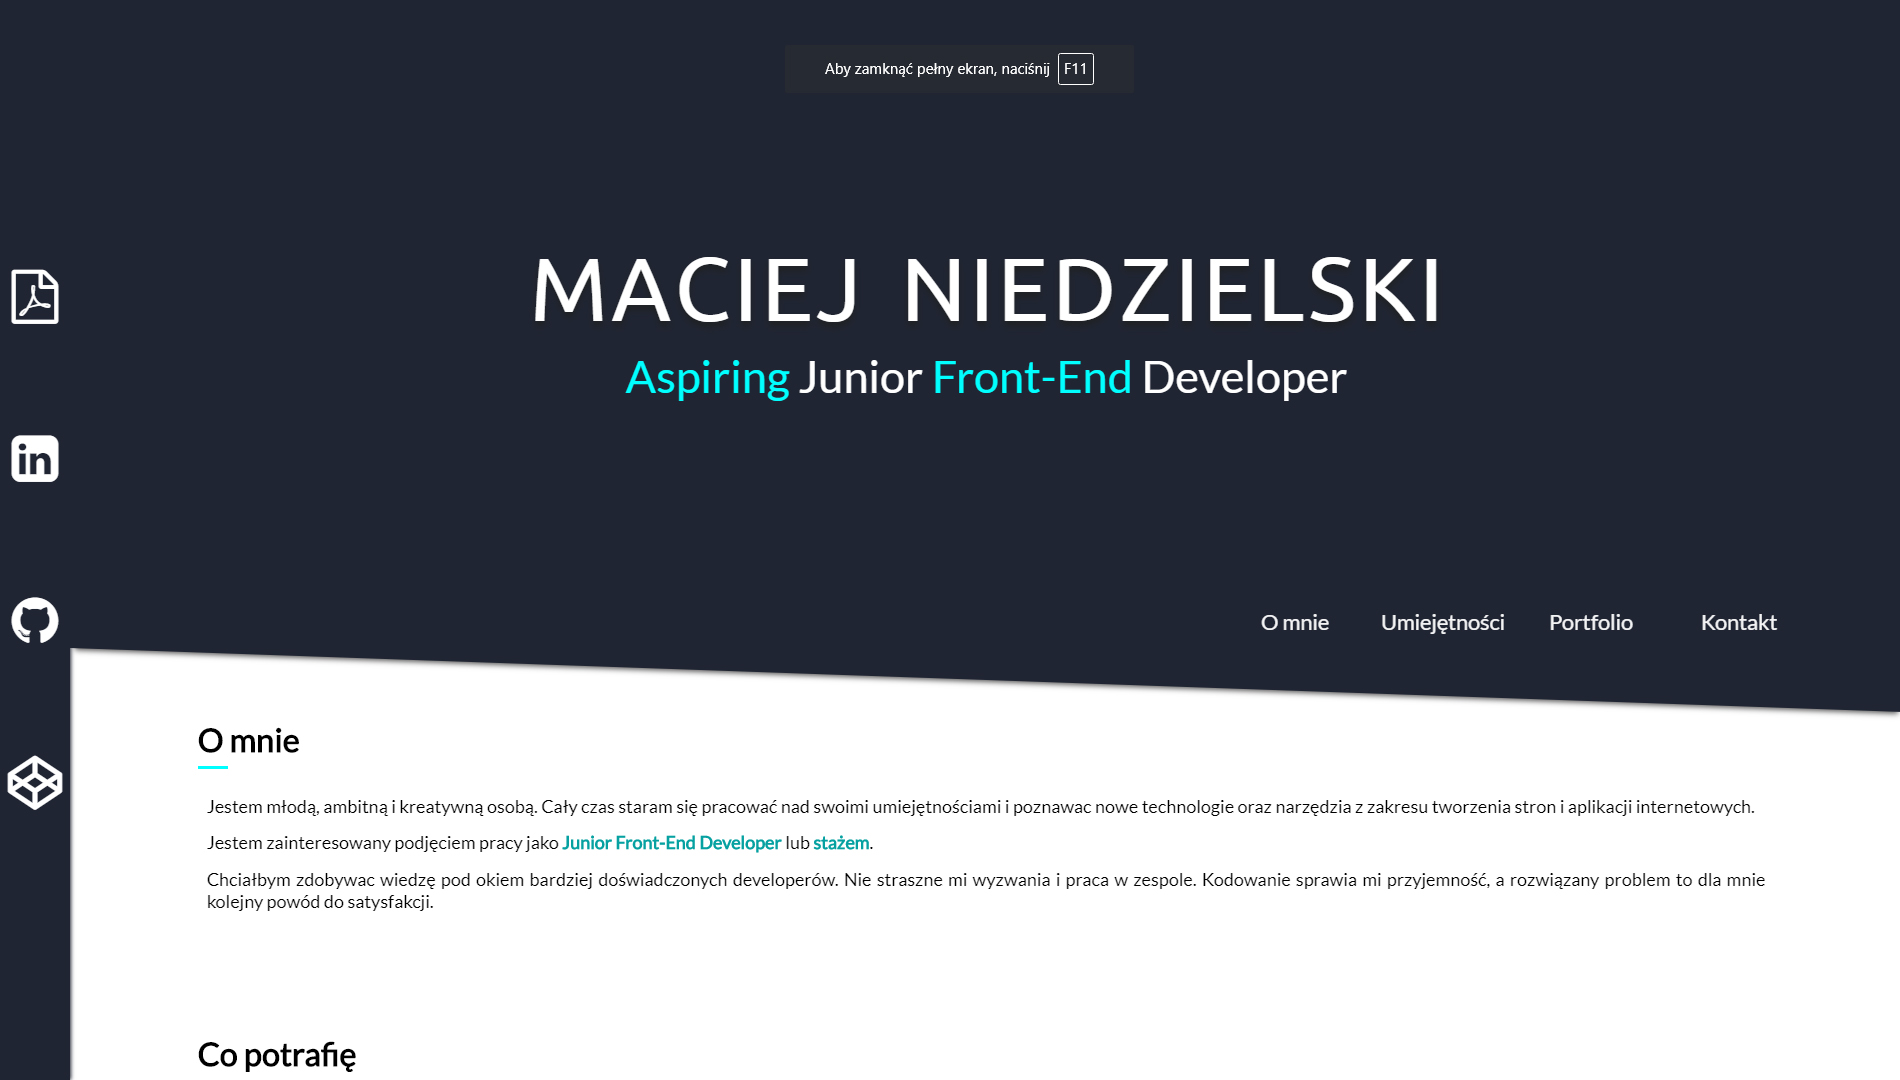 Aby zamknąć pełny ekran, naciśnij F11
MACIEJ NIEDZIELSKI
Aspiring Junior Front-End Developer
in
O mnie Umiejętności Portfolio Kontakt
O mnie
Jestem młodą, ambitną i kreatywną osobą. Cały czas staram się pracować nad swoimi umiejętnościami i poznawac nowe technologie oraz narzędzia z zakresu tworzenia stron i aplikacji internetowych.
Jestem zainteresowany podjęciem pracy jako Junior Front-End Developer lub stażem.
Chciałbym zdobywac wiedzę pod okiem bardziej doświadczonych developerów. Nie straszne mi wyzwania i praca w zespole. Kodowanie sprawia mi przyjemność, a rozwiązany problem to dla mnie
kolejny powód do satysfakcji.
Co potrafię